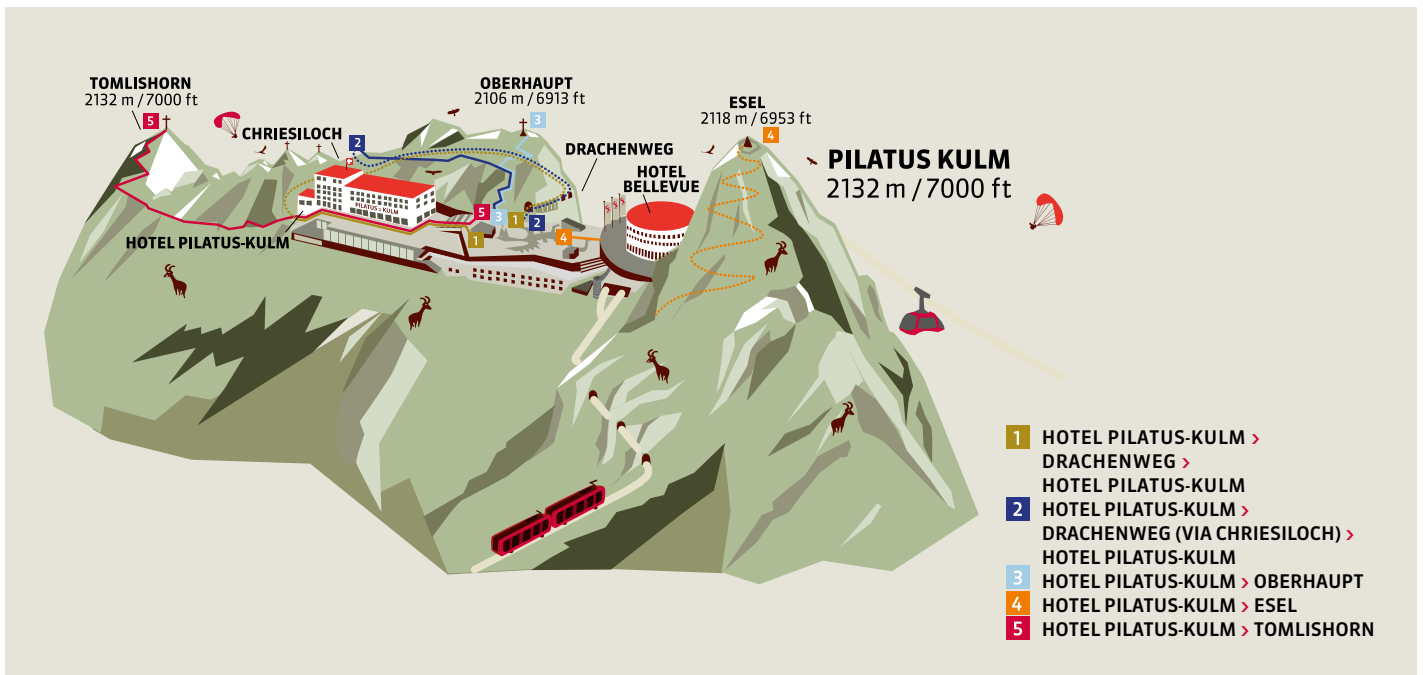 TOMLISHORN
2132 m / 7000 ft
5
CHRIESILOCH
2
OBERHAUPT
2106 m / 6913 ft
3
DRACHENWEG
ESEL
2118 m / 6953 ft
4
HOTEL
BELLEVUE
PILATUS KULM
2132 m / 7000 ft
PILATUS KULM
HOTEL PILATUS-KULM
5
3
1
2
1
4
1 HOTEL PILATUS-KULM ›
DRACHENWEG ›
HOTEL PILATUS-KULM
2 HOTEL PILATUS-KULM ›
DRACHENWEG (VIA CHRIESILOCH) ›
HOTEL PILATUS-KULM
3 HOTEL PILATUS-KULM › OBERHAUPT
4 HOTEL PILATUS-KULM › ESEL
5 HOTEL PILATUS-KULM › TOMLISHORN